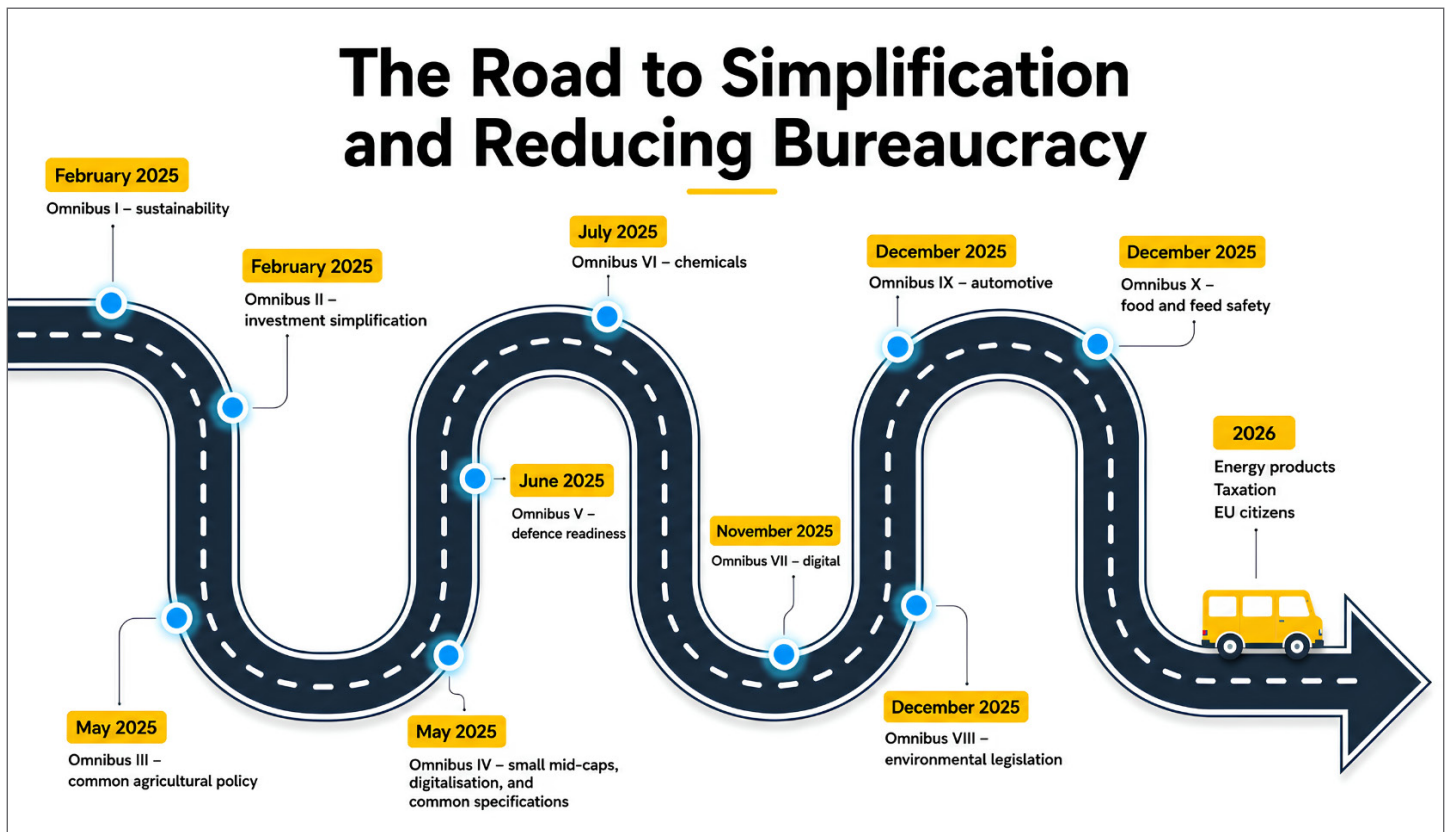 The Road to Simplification
and Reducing Bureaucracy
February 2025
Omnibus I – sustainability
February 2025
Omnibus II –
investment simplification
May 2025
Omnibus III –
common agricultural policy
May 2025
Omnibus IV – small mid-caps,
digitalisation, and
common specifications
June 2025
Omnibus V –
defence readiness
July 2025
Omnibus VI – chemicals
November 2025
Omnibus VII – digital
December 2025
Omnibus VIII –
environmental legislation
December 2025
Omnibus IX – automotive
December 2025
Omnibus X –
food and feed safety
2026
Energy products
Taxation
EU citizens